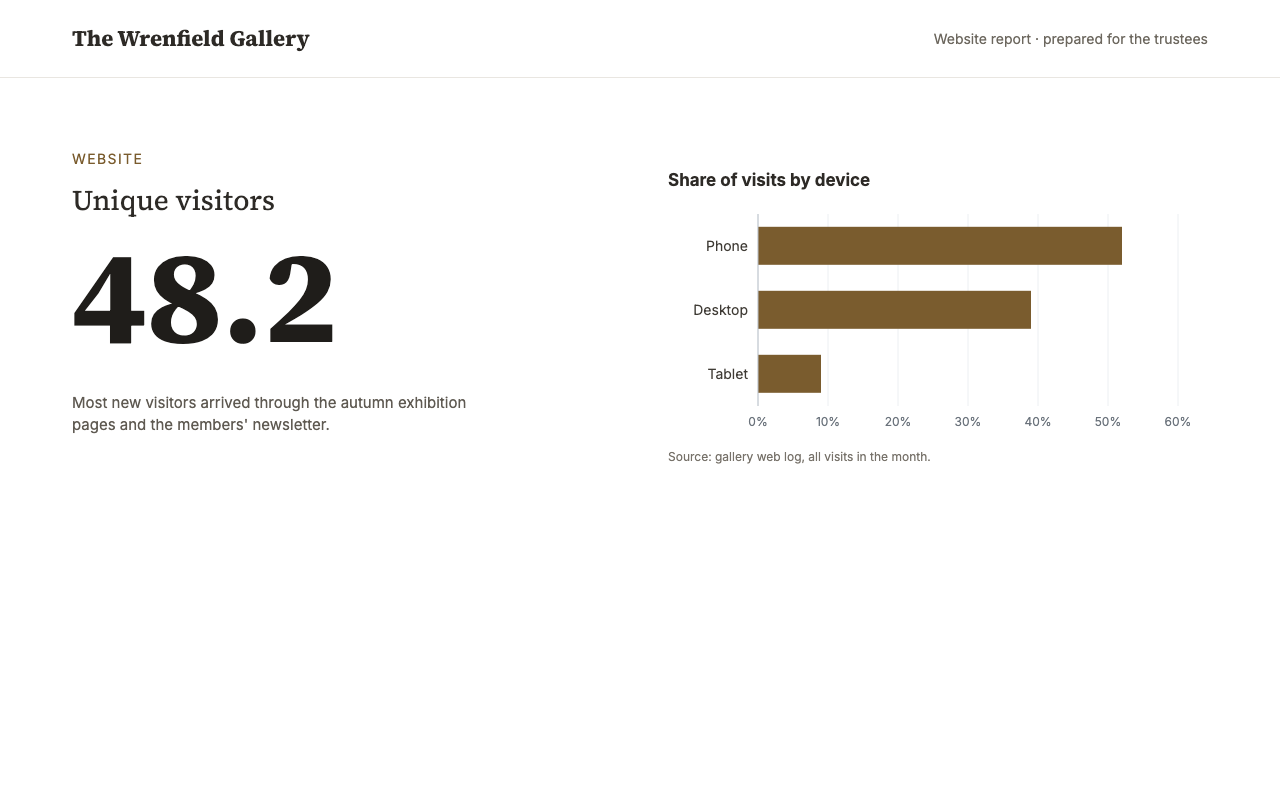 The Wrenfield Gallery
Website report · prepared for the trustees
WEBSITE
Unique visitors
48.2
Most new visitors arrived through the autumn exhibition
pages and the members' newsletter.
Share of visits by device
Phone
Desktop
Tablet
0% 10% 20% 30% 40% 50% 60%
Source: gallery web log, all visits in the month.